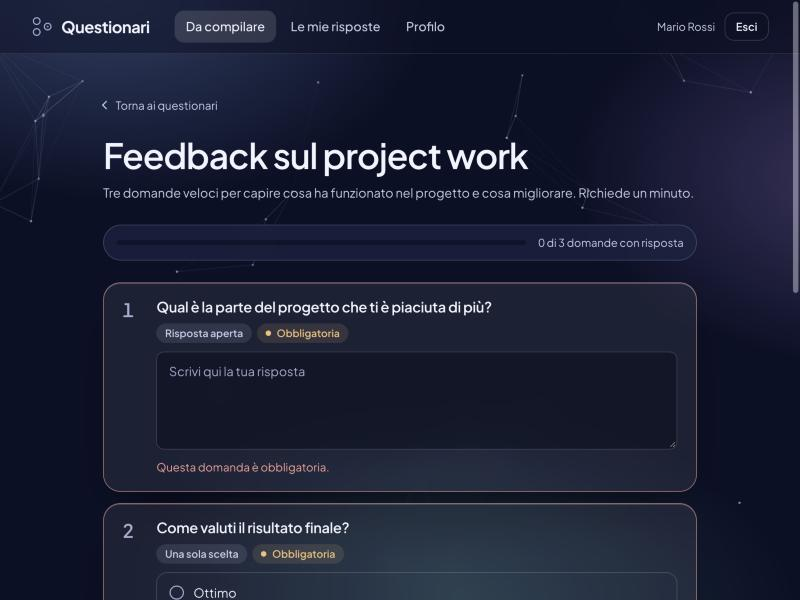 Questionari
Da compilare
Le mie risposte
Profilo
Mario Rossi
Esci
Torna ai questionari
Feedback sul project work
Tre domande veloci per capire cosa ha funzionato nel progetto e cosa migliorare. Richiede un minuto.
0 di 3 domande con risposta
1
Qual è la parte del progetto che ti è piaciuta di più?
Risposta aperta
Obbligatoria
Scrivi qui la tua risposta
Questa domanda è obbligatoria.
2
Come valuti il risultato finale?
Una sola scelta
Obbligatoria
Ottimo